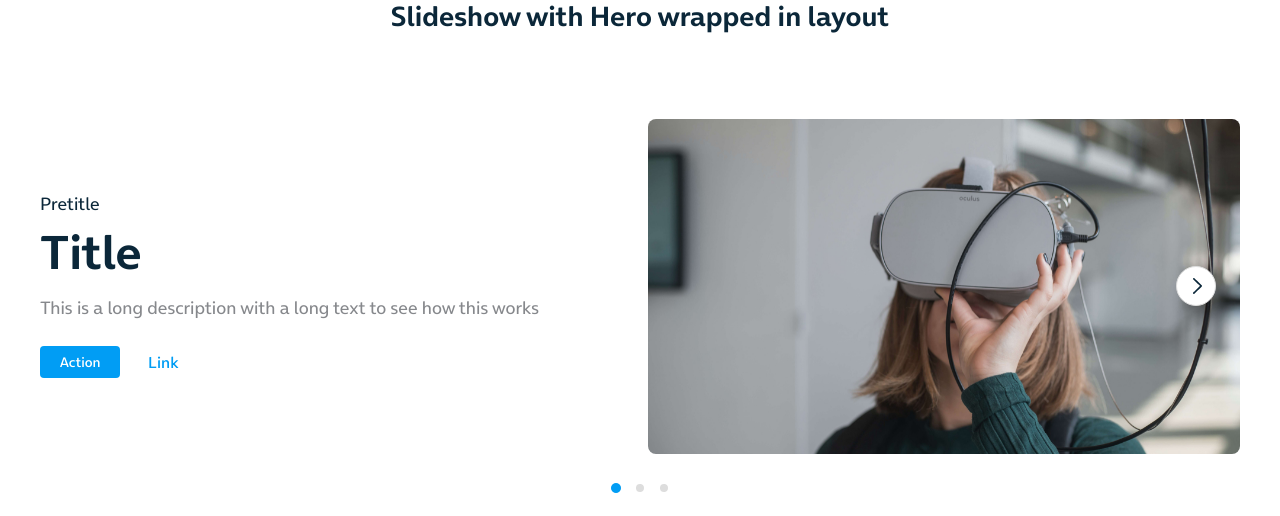 Slideshow with Hero wrapped in layout
Pretitle
Title
This is a long description with a long text to see how this works
Action
Link
oculus